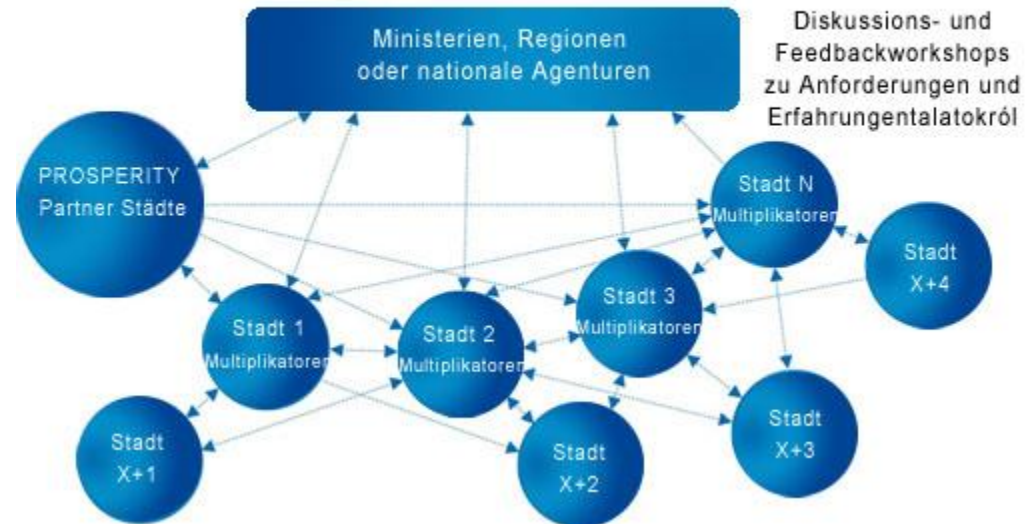 Ministerien, Regionen
oder nationale Agenturen
Diskussions- und
Feedbackworkshops
zu Anforderungen und
Erfahrungentalatokról
PROSPERITY
Partner Städte
Stadt N
Multiplikatoren
Stadt
X+4
Stadt 1
Multiplikatoren
Stadt 2
Multiplikatoren
Stadt 3
Multiplikatoren
Stadt
X+1
Stadt
X+2
Stadt
X+3